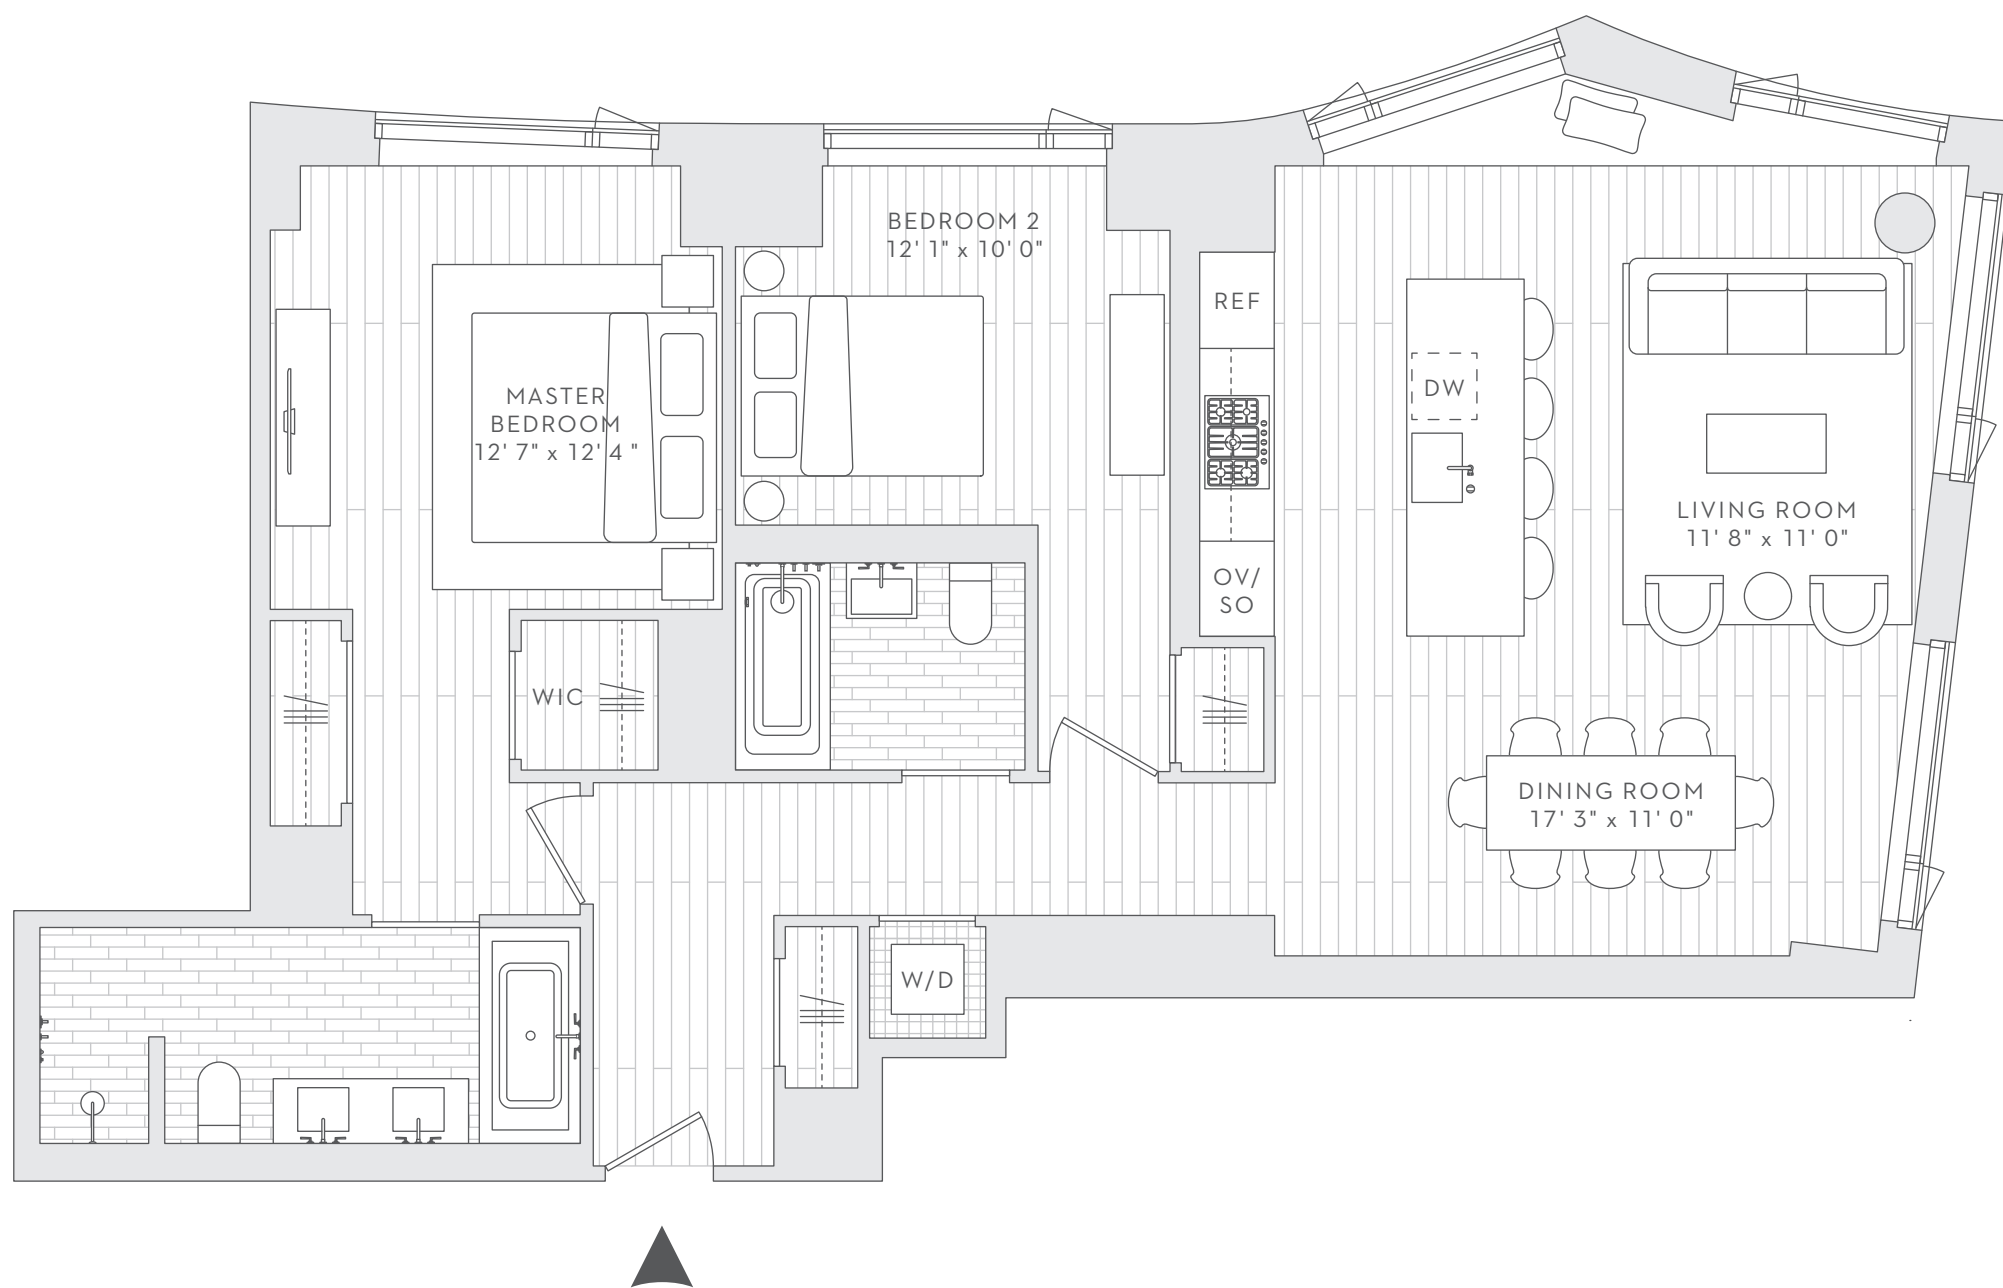 BEDROOM 2
12' 1" x 10' 0"
REF
MASTER
BEDROOM
12' 7" x 12' 4 "
DW
LIVING ROOM
11' 8" x 11' 0"
OV/
SO
WIC
DINING ROOM
17' 3" x 11' 0"
W/D